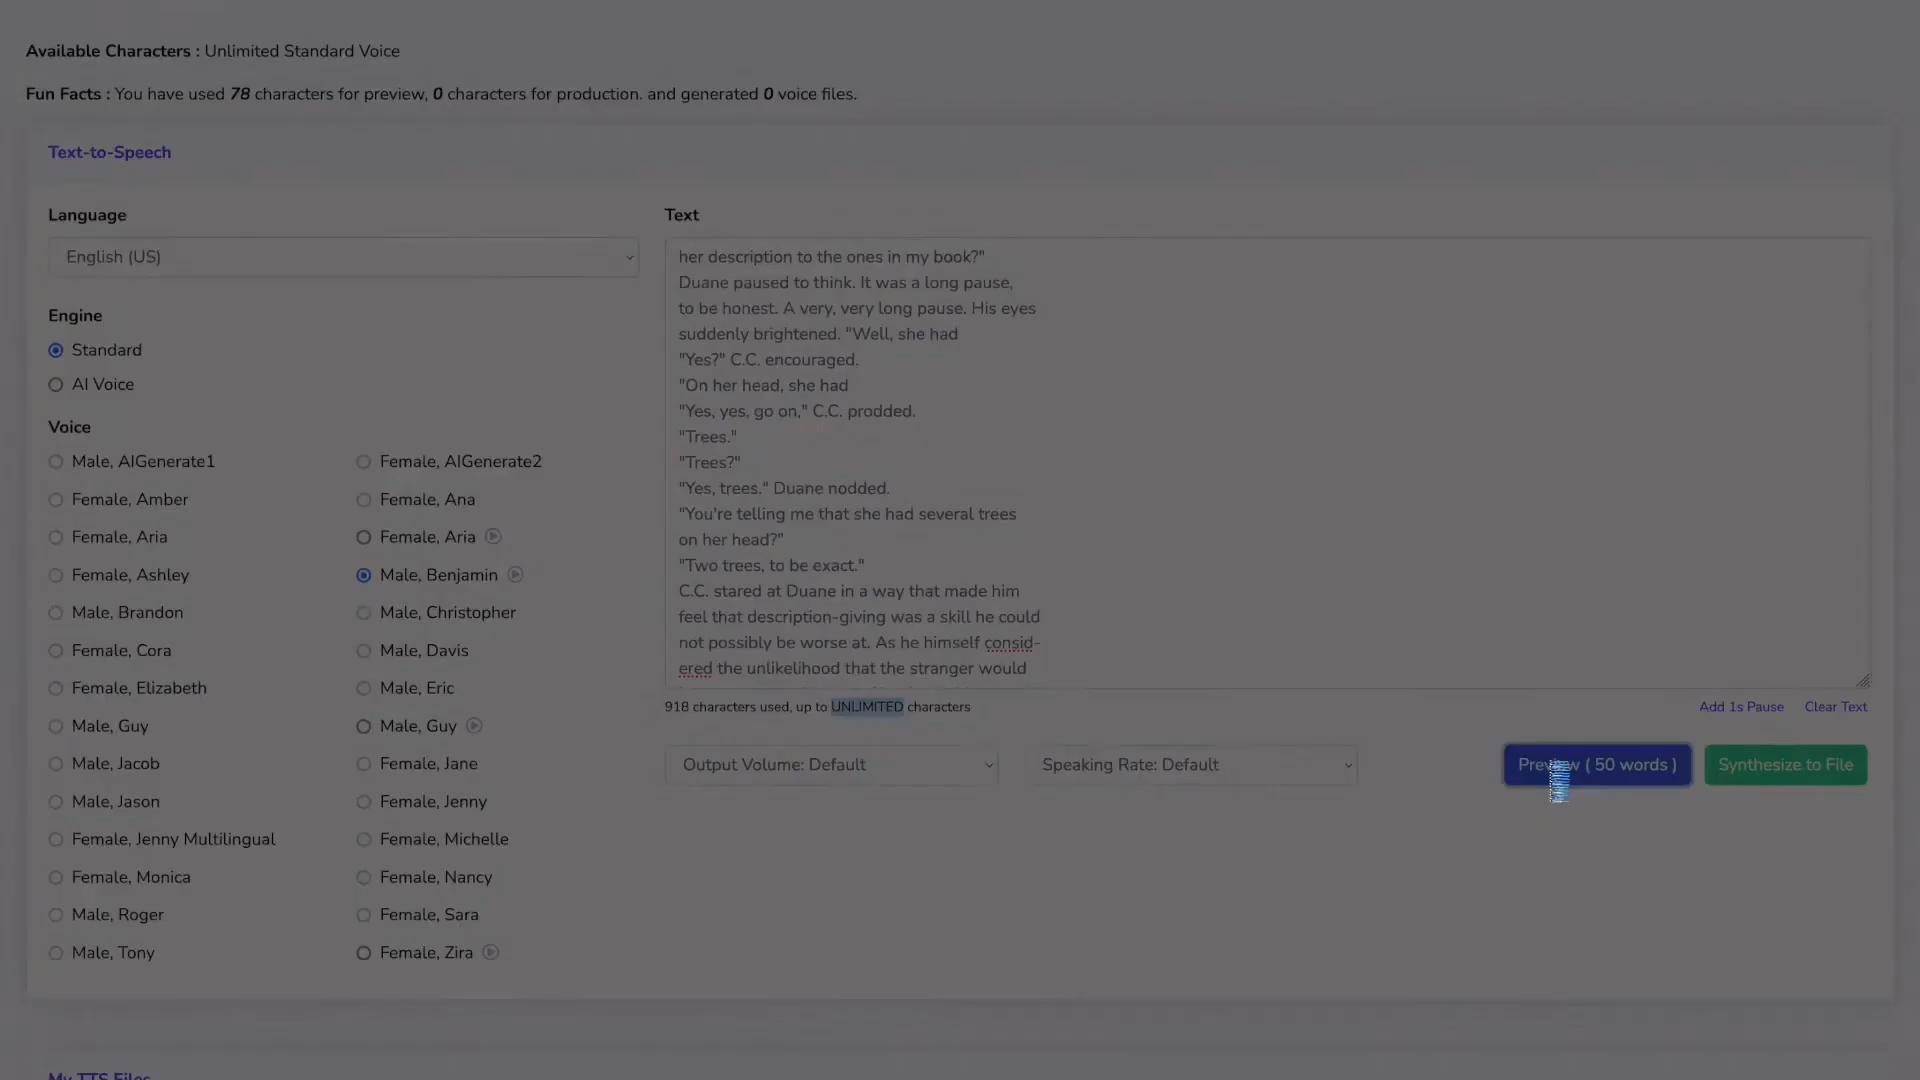 Available Characters : Unlimited Standard Voice
Fun Facts : You have used 78 characters for preview, 0 characters for production. and generated 0 voice files.
Text-to-Speech
Language
English (US)
Engine
Standard
AI Voice
Voice
Male, AIGenerate1
Female, AIGenerate2
Female, Amber
Female, Ana
Female, Aria
Female, Aria
Female, Ashley
Male, Benjamin
Male, Brandon
Male, Christopher
Female, Cora
Male, Davis
Female, Elizabeth
Male, Eric
Male, Guy
Male, Guy
Male, Jacob
Female, Jane
Male, Jason
Female, Jenny
Female, Jenny Multilingual
Female, Michelle
Female, Monica
Female, Nancy
Male, Roger
Female, Sara
Male, Tony
Female, Zira
Text
her description to the ones in my book?"
Duane paused to think. It was a long pause,
to be honest. A very, very long pause. His eyes
suddenly brightened. "Well, she had
"Yes?" C.C. encouraged.
"On her head, she had
"Yes, yes, go on," C.C. prodded.
"Trees."
"Trees?"
"Yes, trees." Duane nodded.
"You're telling me that she had several trees
on her head?"
"Two trees, to be exact."
C.C. stared at Duane in a way that made him
feel that description-giving was a skill he could
not possibly be worse at. As he himself consid-
ered the unlikelihood that the stranger would
918 characters used, up to UNLIMITED characters
Add 1s Pause
Clear Text
Output Volume: Default
Speaking Rate: Default
Preview ( 50 words )
Synthesize to File
My TTS Files